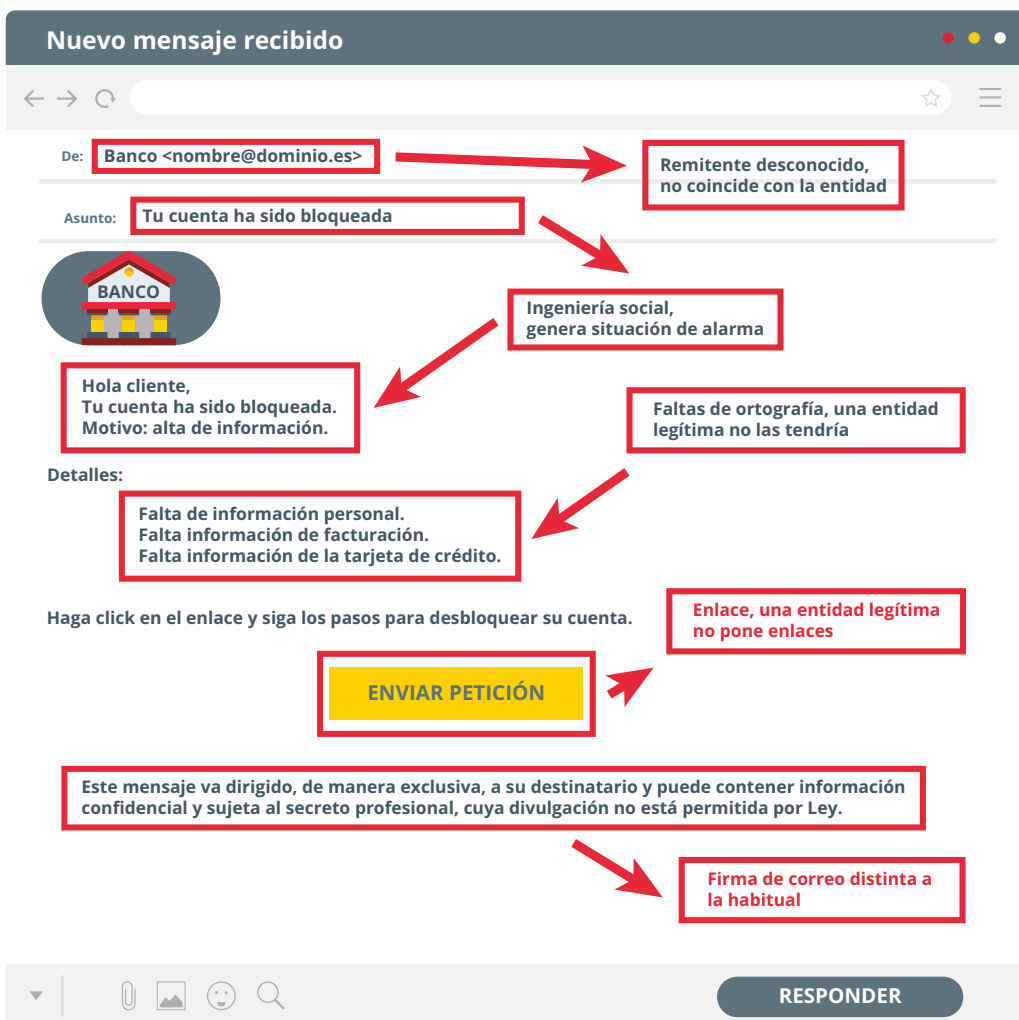 Nuevo mensaje recibido
De: Banco <nombre@dominio.es>
Remitente desconocido,
no coincide con la entidad
Asunto: Tu cuenta ha sido bloqueada
BANCO
Ingeniería social,
genera situación de alarma
Hola cliente,
Tu cuenta ha sido bloqueada.
Motivo: alta de información.
Faltas de ortografía, una entidad
legítima no las tendría
Detalles:
Falta de información personal.
Falta información de facturación.
Falta información de la tarjeta de crédito.
Haga click en el enlace y siga los pasos para desbloquear su cuenta.
Enlace, una entidad legítima
no pone enlaces
ENVIAR PETICIÓN
Este mensaje va dirigido, de manera exclusiva, a su destinatario y puede contener información
confidencial y sujeta al secreto profesional, cuya divulgación no está permitida por Ley.
Firma de correo distinta a
la habitual
RESPONDER